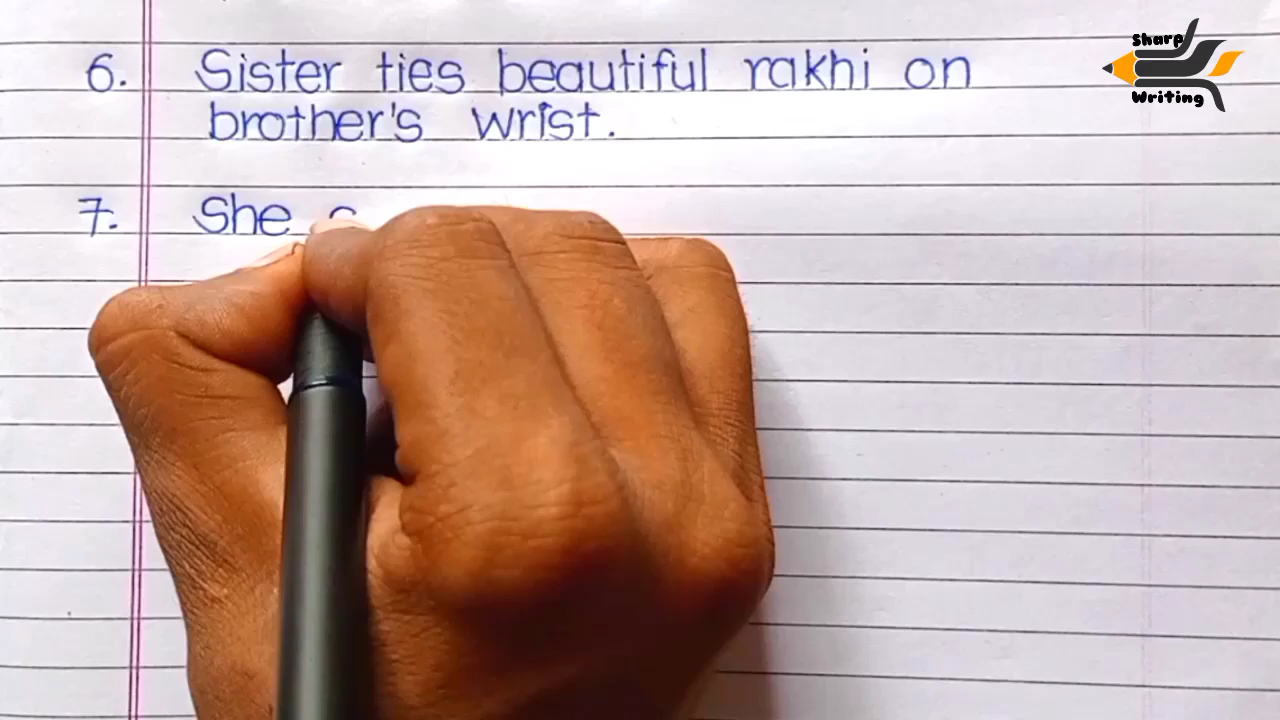 Sharp
Writing
6. Sister ties beautiful rakhi on
brother's wrist.
7. She